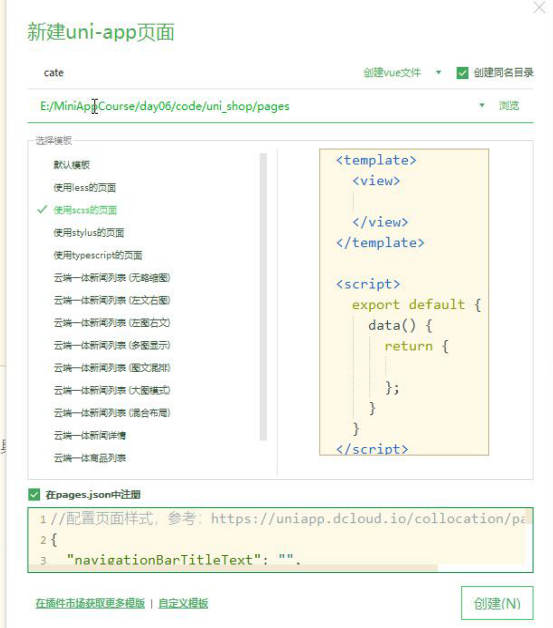 新建uni-app页面
cate 创建vue文件 创建同名目录
E:/MiniAppCourse/day06/code/uni_shop/pages 浏览
选择模板
默认模板
使用less的页面
使用scss的页面
使用stylus的页面
使用typescript的页面
云端一体新闻列表 (无略缩图)
云端一体新闻列表 (左文右图)
云端一体新闻列表 (左图右文)
云端一体新闻列表 (多图显示)
云端一体新闻列表 (图文混排)
云端一体新闻列表 (大图模式)
云端一体新闻列表 (混合布局)
云端一体新闻详情
云端一体商品列表
<template>
<view>
</view>
</template>
<script>
export default {
data() {
return {
};
}
}
</script>
在pages.json中注册
1 //配置页面样式，参考：https://uniapp.dcloud.io/collocation/pa
2 {
3 "navigationBarTitleText": "",
在插件市场获取更多模版 | 自定义模板
创建(N)